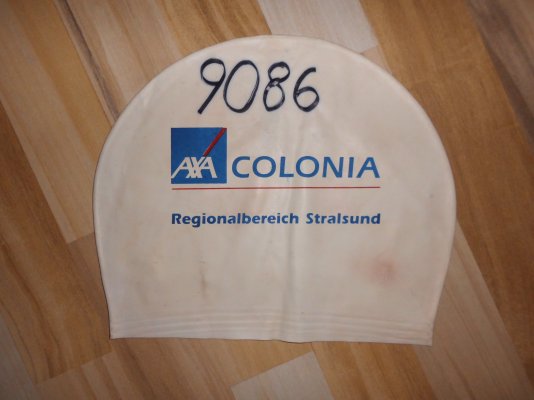 9086
AXA COLONIA
Regionalbereich Stralsund